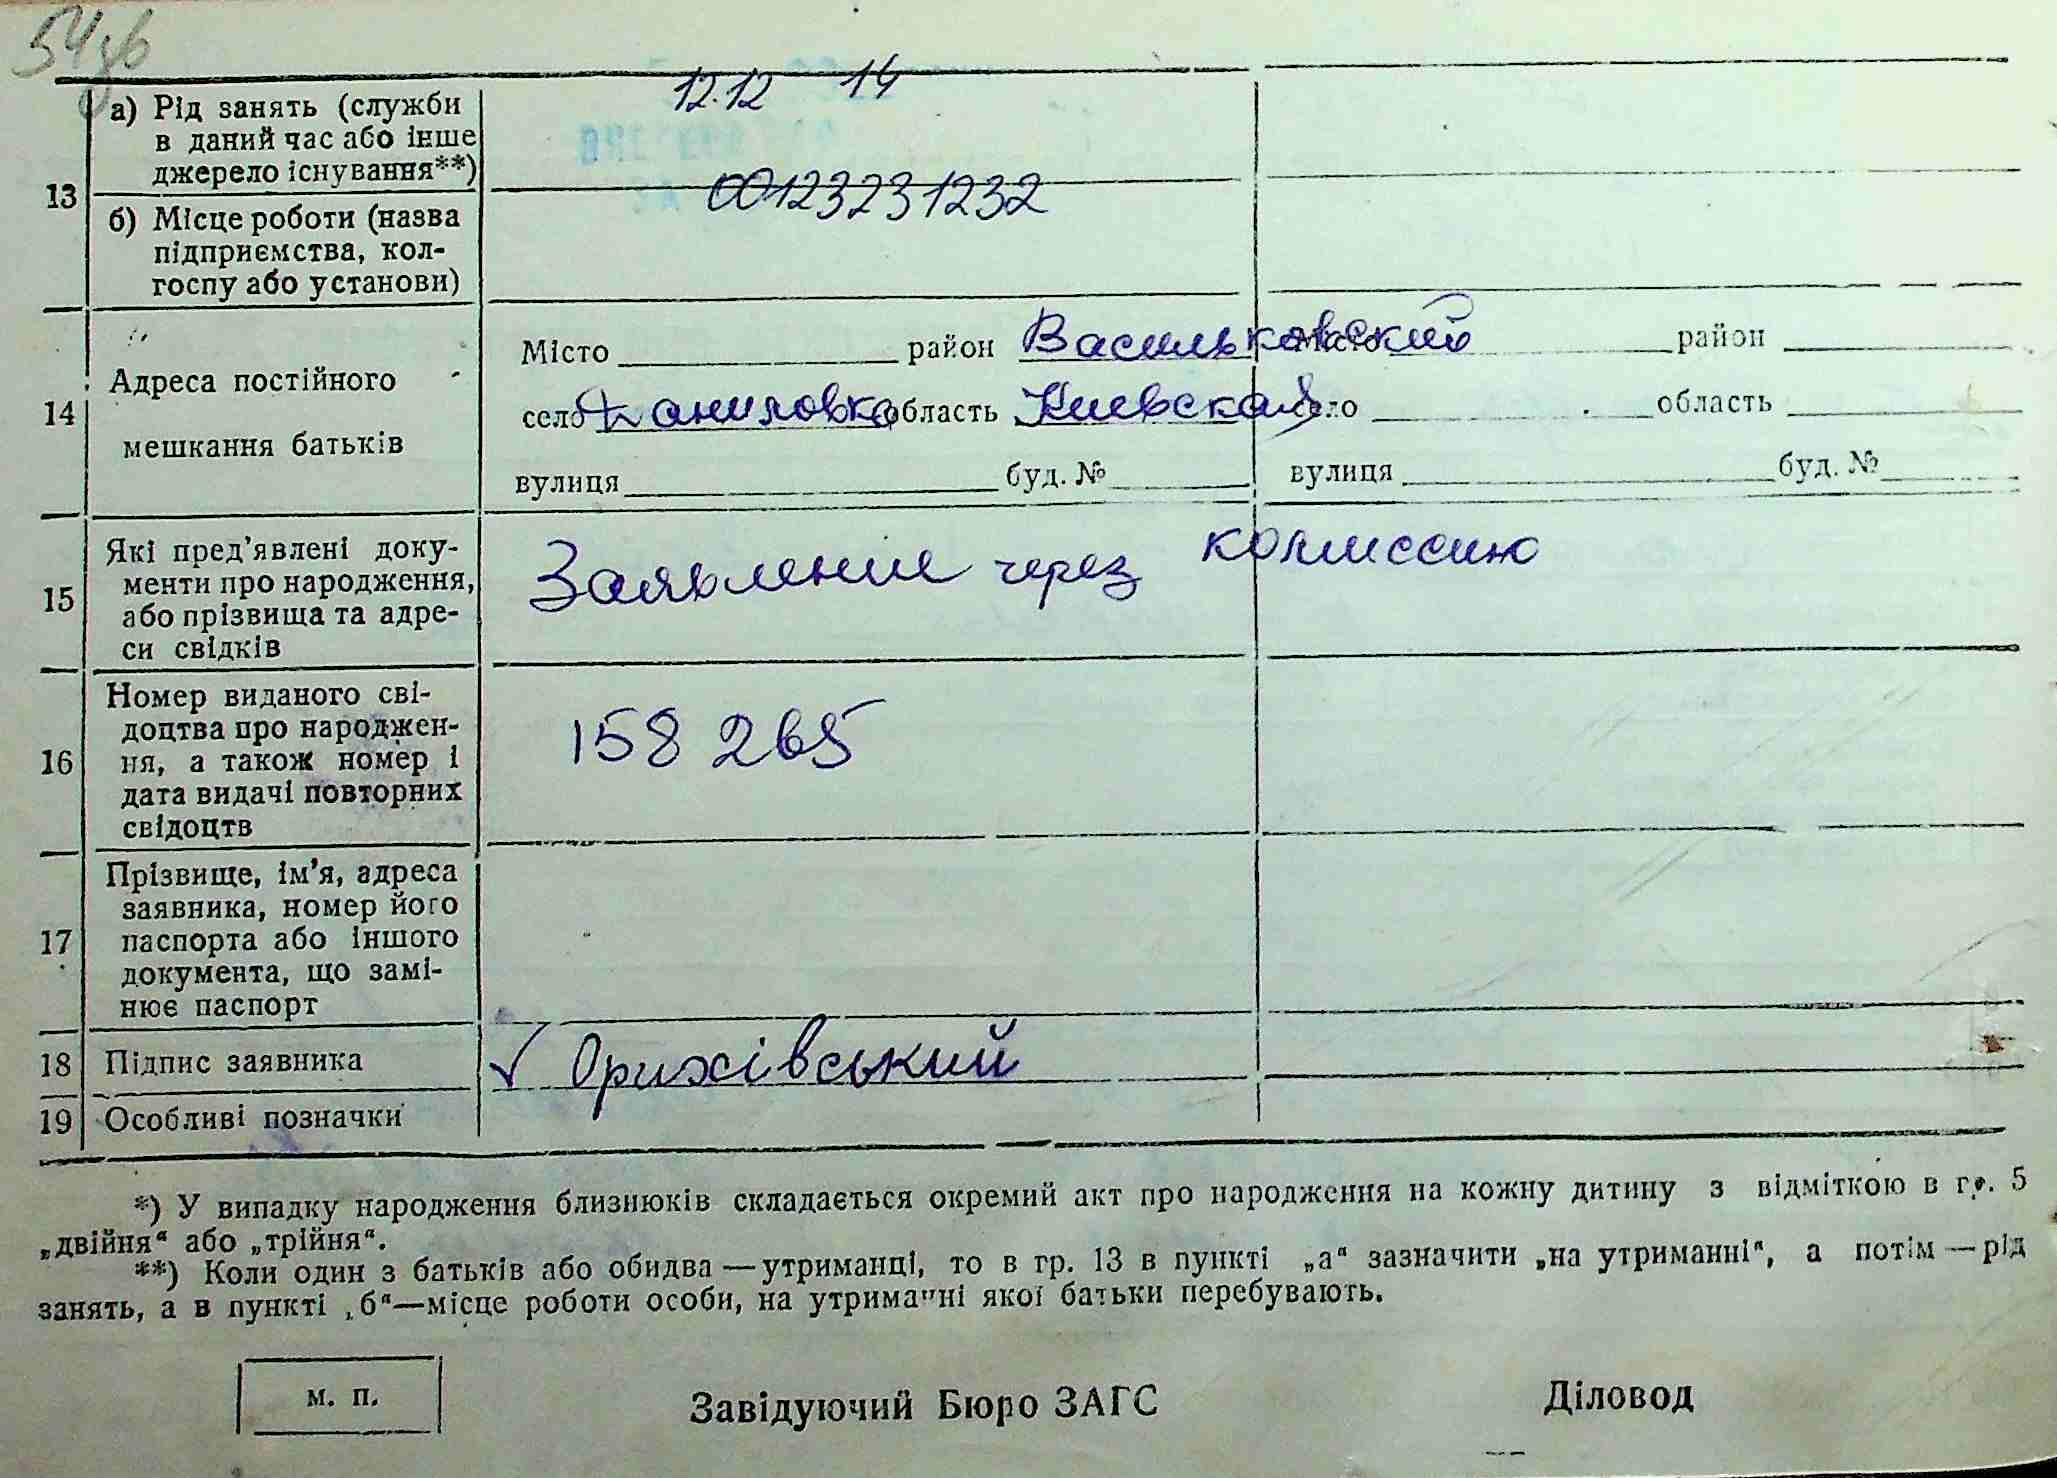 12.12 14
13 а) Рід занять (служби
в даний час або інше
джерело існування**)
00123231232
б) Місце роботи (назва
підприємства, кол-
госпу або установи)
14 Адреса постійного
мешкання батьків
Місто район Васильковский район
село Даниловка область Киевская село область
вулиця буд. № вулиця буд. №
15 Які пред'явлені доку-
менти про народження,
або прізвища та адре-
си свідків
Заявление через комиссию
16 Номер виданого сві-
доцтва про народжен-
ня, а також номер і
дата видачі повторних
свідоцтв
158 265
17 Прізвище, ім'я, адреса
заявника, номер його
паспорта або іншого
документа, що замі-
нює паспорт
18 Підпис заявника Орихівський
19 Особливі позначки
*) У випадку народження близнюків складається окремий акт про народження на кожну дитину з відміткою в гр. 5
„двійня“ або „трійня“.
**) Коли один з батьків або обидва — утриманці, то в гр. 13 в пункті „а“ зазначити „на утриманні“, а потім — рід
занять, а в пункті „б“—місце роботи особи, на утриманні якої батьки перебувають.
м. п. Завідуючий Бюро ЗАГС Діловод